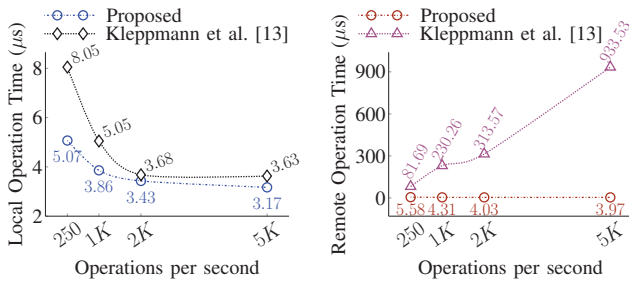 Proposed
Kleppmann et al. [13]
Local Operation Time (μs)
8
6
4
2
8.05
5.05
3.68
3.63
5.07
3.86
3.43
3.17
250
1K
2K
5K
Operations per second
Proposed
Kleppmann et al. [13]
Remote Operation Time (μs)
900
600
300
0
81.69
230.26
313.57
933.53
5.58
4.31
4.03
3.97
250
1K
2K
5K
Operations per second